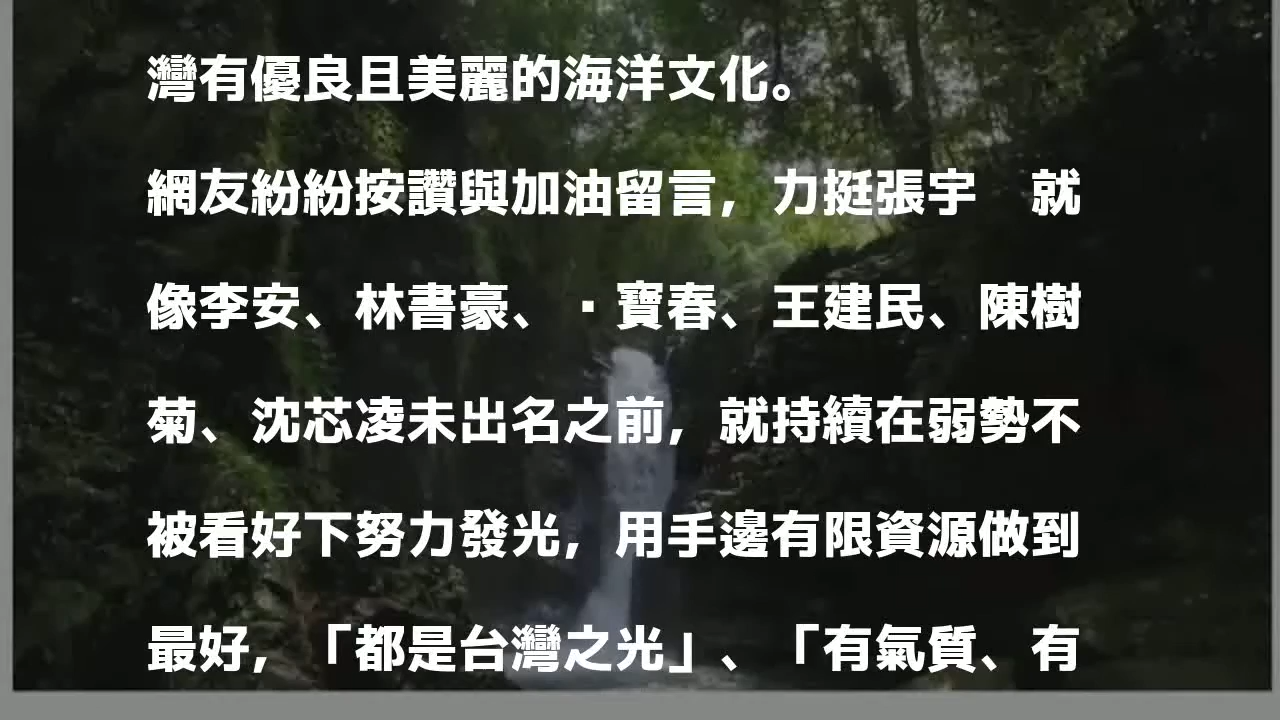 灣有優良且美麗的海洋文化。
網友紛紛按讚與加油留言，力挺張宇　就
像李安、林書豪、·寶春、王建民、陳樹
菊、沈芯凌未出名之前，就持續在弱勢不
被看好下努力發光，用手邊有限資源做到
最好，「都是台灣之光」、「有氣質、有